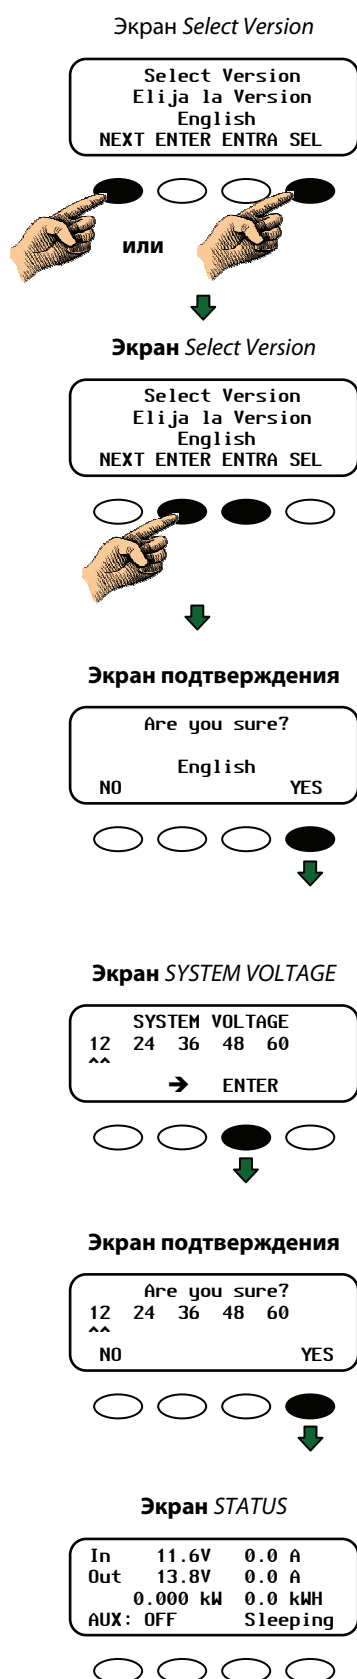 Экран Select Version
Select Version
Elija la Version
English
NEXT ENTER ENTRA SEL
или
Экран Select Version
Select Version
Elija la Version
English
NEXT ENTER ENTRA SEL
Экран подтверждения
Are you sure?
English
NO YES
Экран SYSTEM VOLTAGE
SYSTEM VOLTAGE
12 24 36 48 60
^^
➔ ENTER
Экран подтверждения
Are you sure?
12 24 36 48 60
^^
NO YES
Экран STATUS
In 11.6V 0.0 A
Out 13.8V 0.0 A
0.000 kW 0.0 kWH
AUX: OFF Sleeping